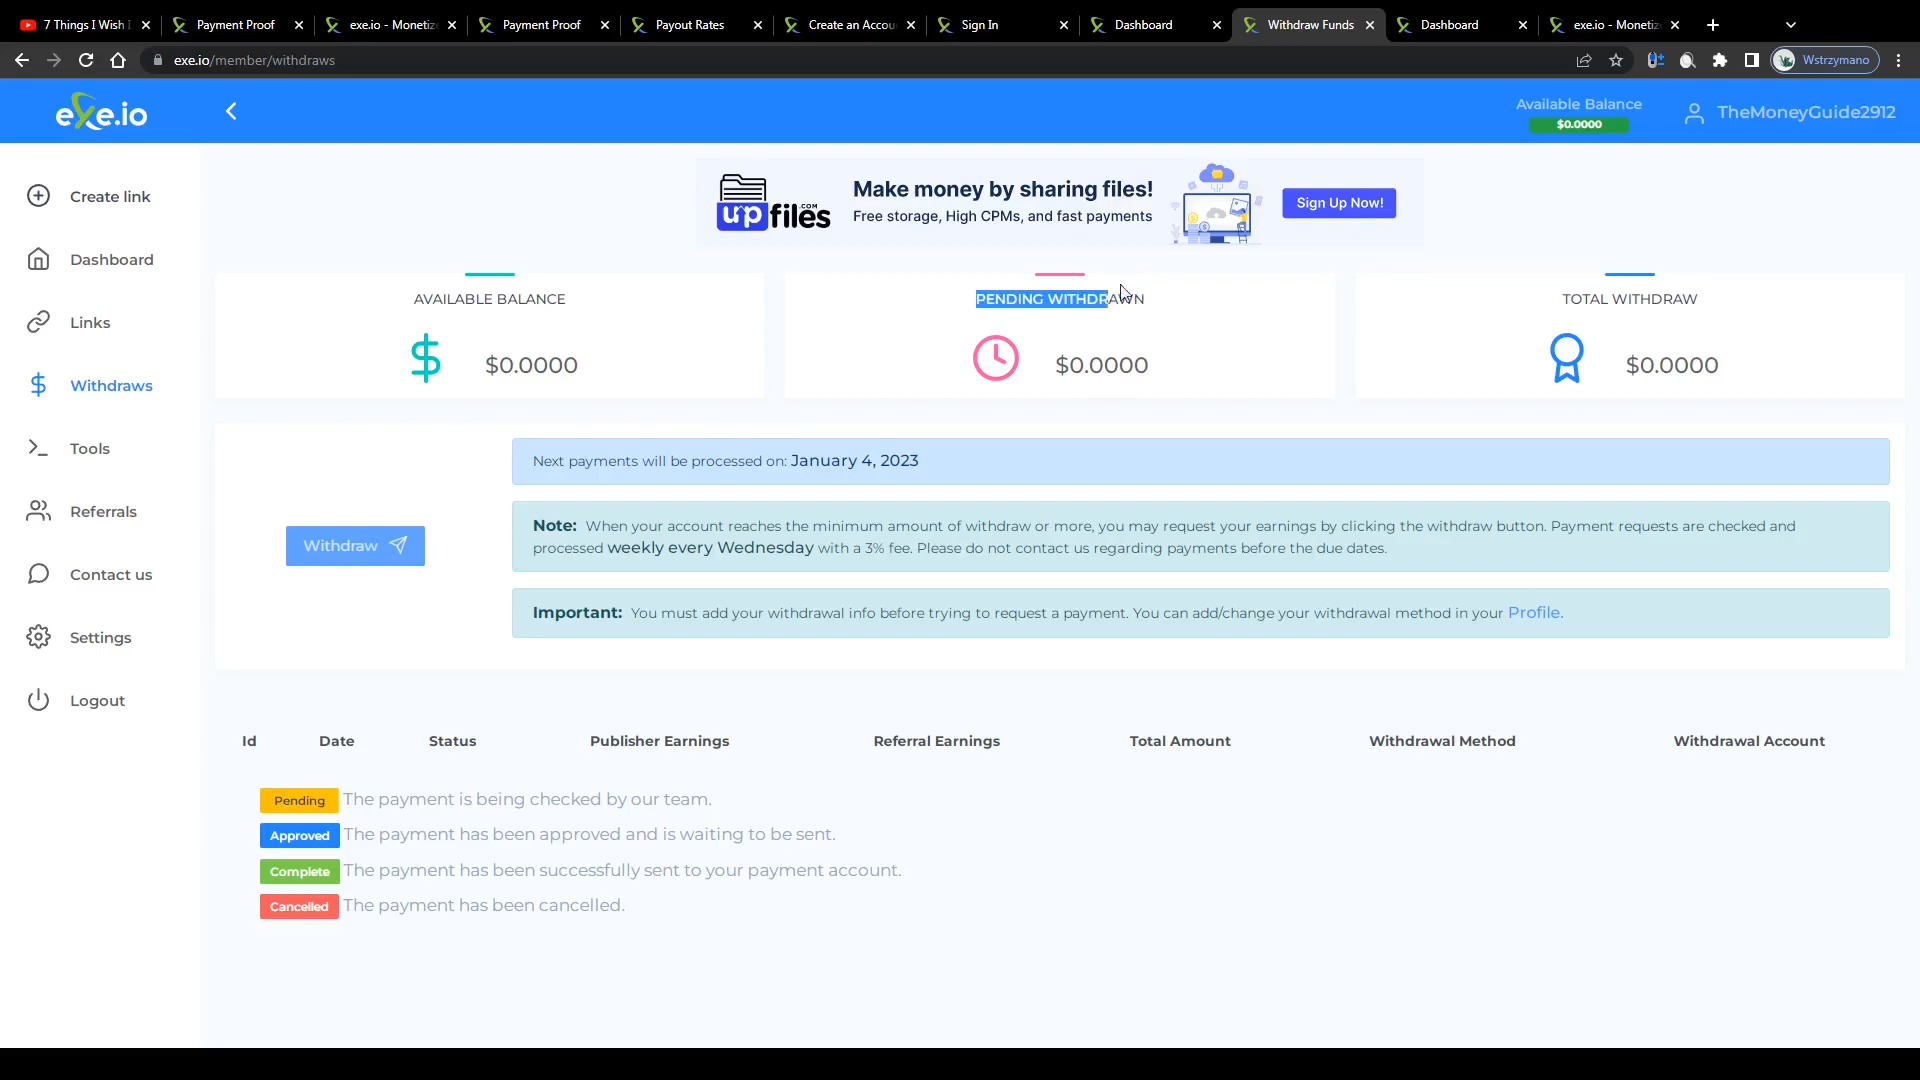 7 Things I Wish I
Payment Proof
exe.io - Monetize
Payment Proof
Payout Rates
Create an Accou
Sign In
Dashboard
Withdraw Funds
Dashboard
exe.io - Monetize
exe.io/member/withdraws
Wstrzymano
exe.io
Available Balance
$0.0000
TheMoneyGuide2912
Create link
Dashboard
Links
Withdraws
Tools
Referrals
Contact us
Settings
Logout
upfiles.COM
Make money by sharing files!
Free storage, High CPMs, and fast payments
Sign Up Now!
AVAILABLE BALANCE
$0.0000
PENDING WITHDRAWN
$0.0000
TOTAL WITHDRAW
$0.0000
Withdraw
Next payments will be processed on: January 4, 2023
Note: When your account reaches the minimum amount of withdraw or more, you may request your earnings by clicking the withdraw button. Payment requests are checked and
processed weekly every Wednesday with a 3% fee. Please do not contact us regarding payments before the due dates.
Important: You must add your withdrawal info before trying to request a payment. You can add/change your withdrawal method in your Profile.
Id Date Status Publisher Earnings Referral Earnings Total Amount Withdrawal Method Withdrawal Account
Pending The payment is being checked by our team.
Approved The payment has been approved and is waiting to be sent.
Complete The payment has been successfully sent to your payment account.
Cancelled The payment has been cancelled.